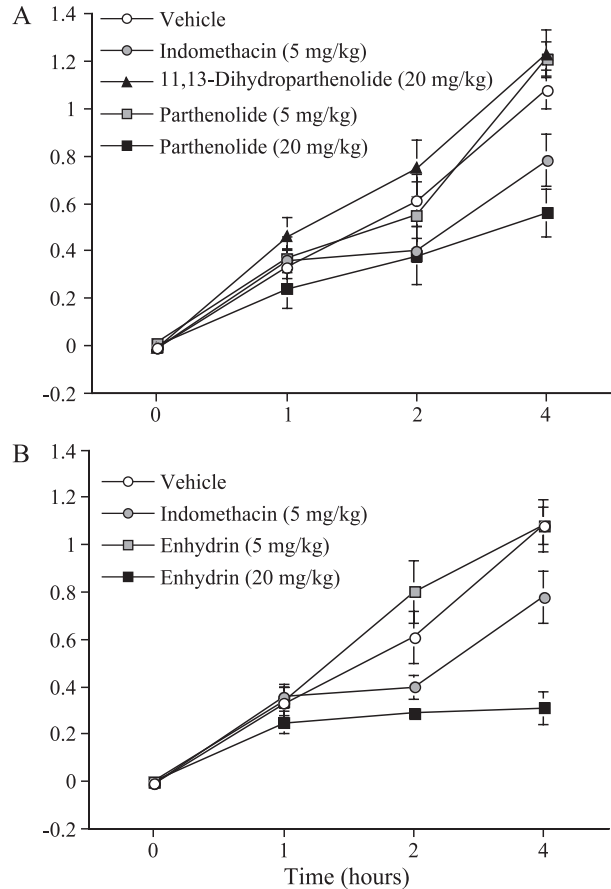 A
1.4
1.2
1
0.8
0.6
0.4
0.2
0
-0.2
Vehicle
Indomethacin (5 mg/kg)
11,13-Dihydroparthenolide (20 mg/kg)
Parthenolide (5 mg/kg)
Parthenolide (20 mg/kg)
0 1 2 4
B
1.4
1.2
1
0.8
0.6
0.4
0.2
0
-0.2
Vehicle
Indomethacin (5 mg/kg)
Enhydrin (5 mg/kg)
Enhydrin (20 mg/kg)
0 1 2 4
Time (hours)